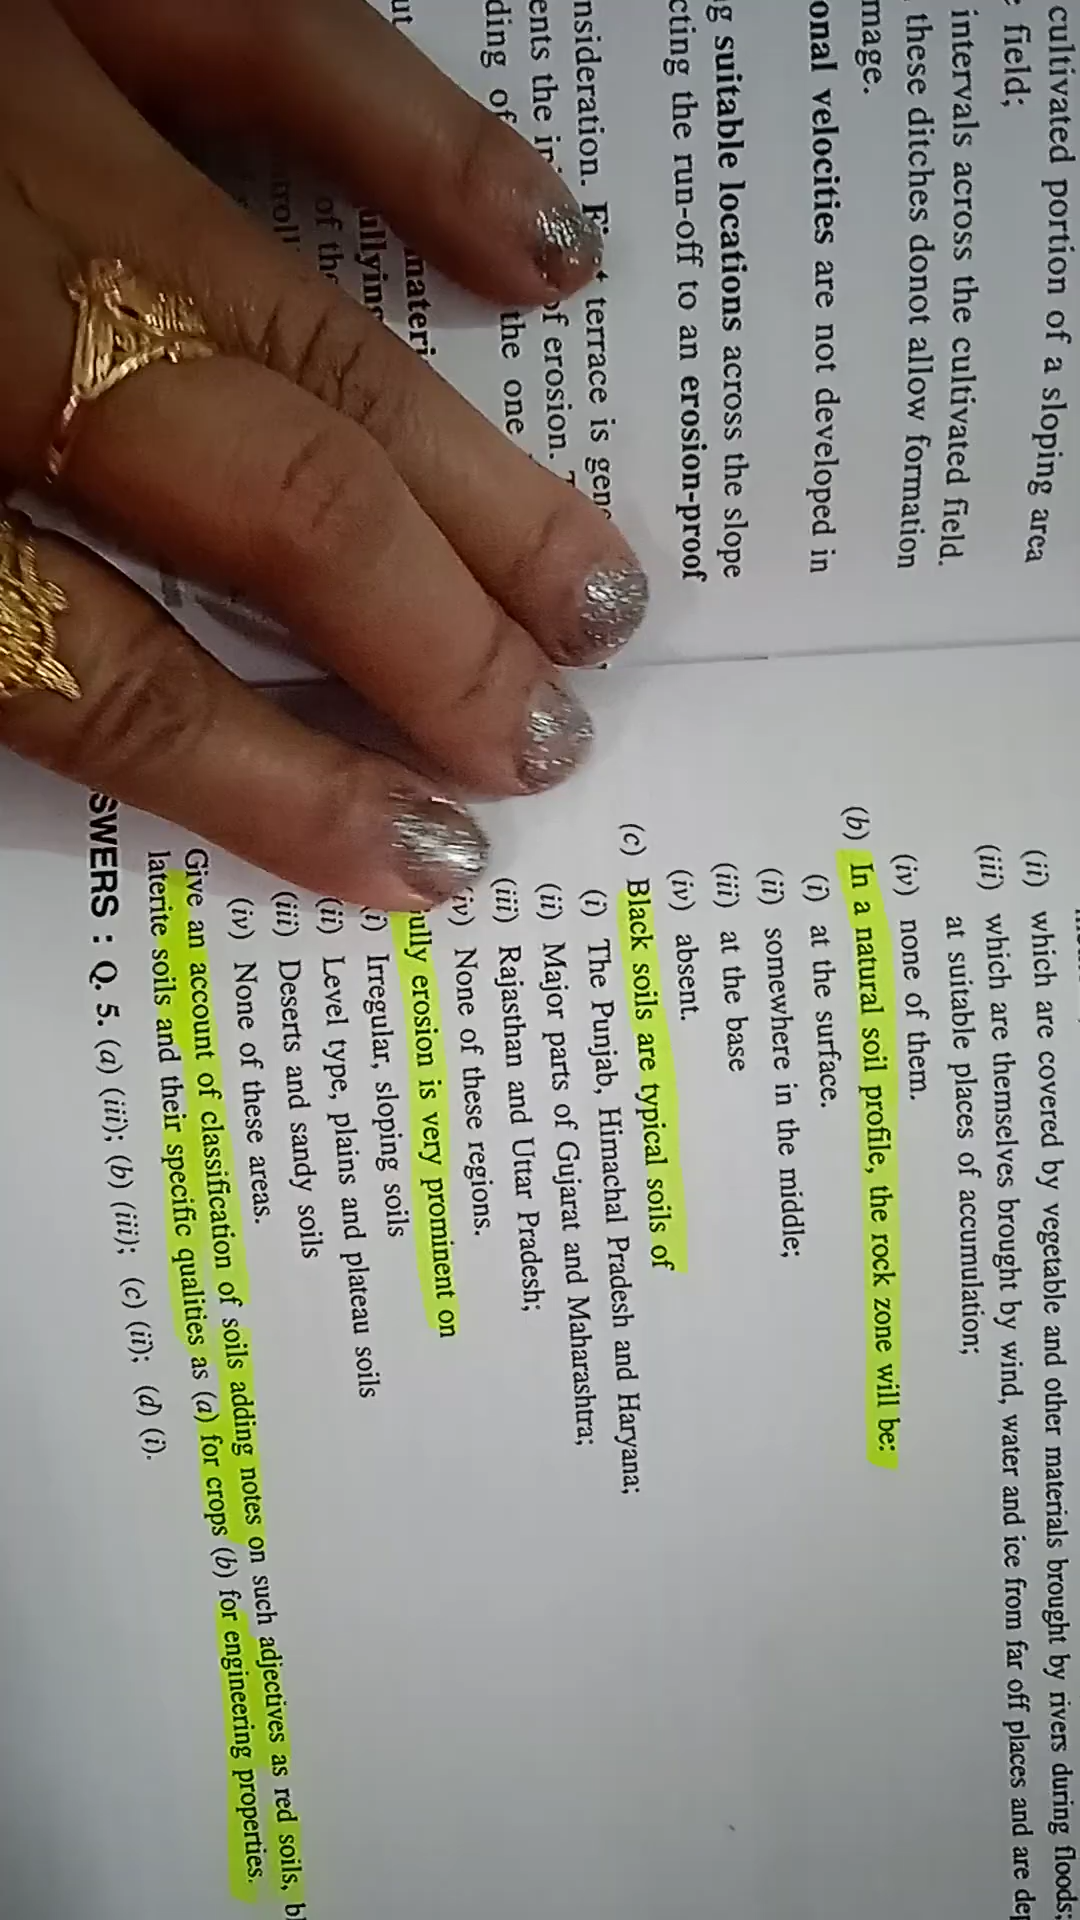 cultivated portion of a sloping area
field;
intervals across the cultivated field.
these ditches donot allow formation
mage.
onal velocities are not developed in
g suitable locations across the slope
cting the run-off to an erosion-proof
nsideration. terrace is gen
ents the of erosion.
ding of the one
ut materi
ullying
of the
(ii) which are covered by vegetable and other materials brought by rivers during floods;
(iii) which are themselves brought by wind, water and ice from far off places and are dep
at suitable places of accumulation;
(iv) none of them.
(b) In a natural soil profile, the rock zone will be:
(i) at the surface.
(ii) somewhere in the middle;
(iii) at the base
(iv) absent.
(c) Black soils are typical soils of
(i) The Punjab, Himachal Pradesh and Haryana;
(ii) Major parts of Gujarat and Maharashtra;
(iii) Rajasthan and Uttar Pradesh;
(iv) None of these regions.
ully erosion is very prominent on
i) Irregular, sloping soils
(ii) Level type, plains and plateau soils
(iii) Deserts and sandy soils
(iv) None of these areas.
Give an account of classification of soils adding notes on such adjectives as red soils, bl
laterite soils and their specific qualities as (a) for crops (b) for engineering properties.
SWERS : Q. 5. (a) (iii); (b) (iii); (c) (ii); (d) (i).